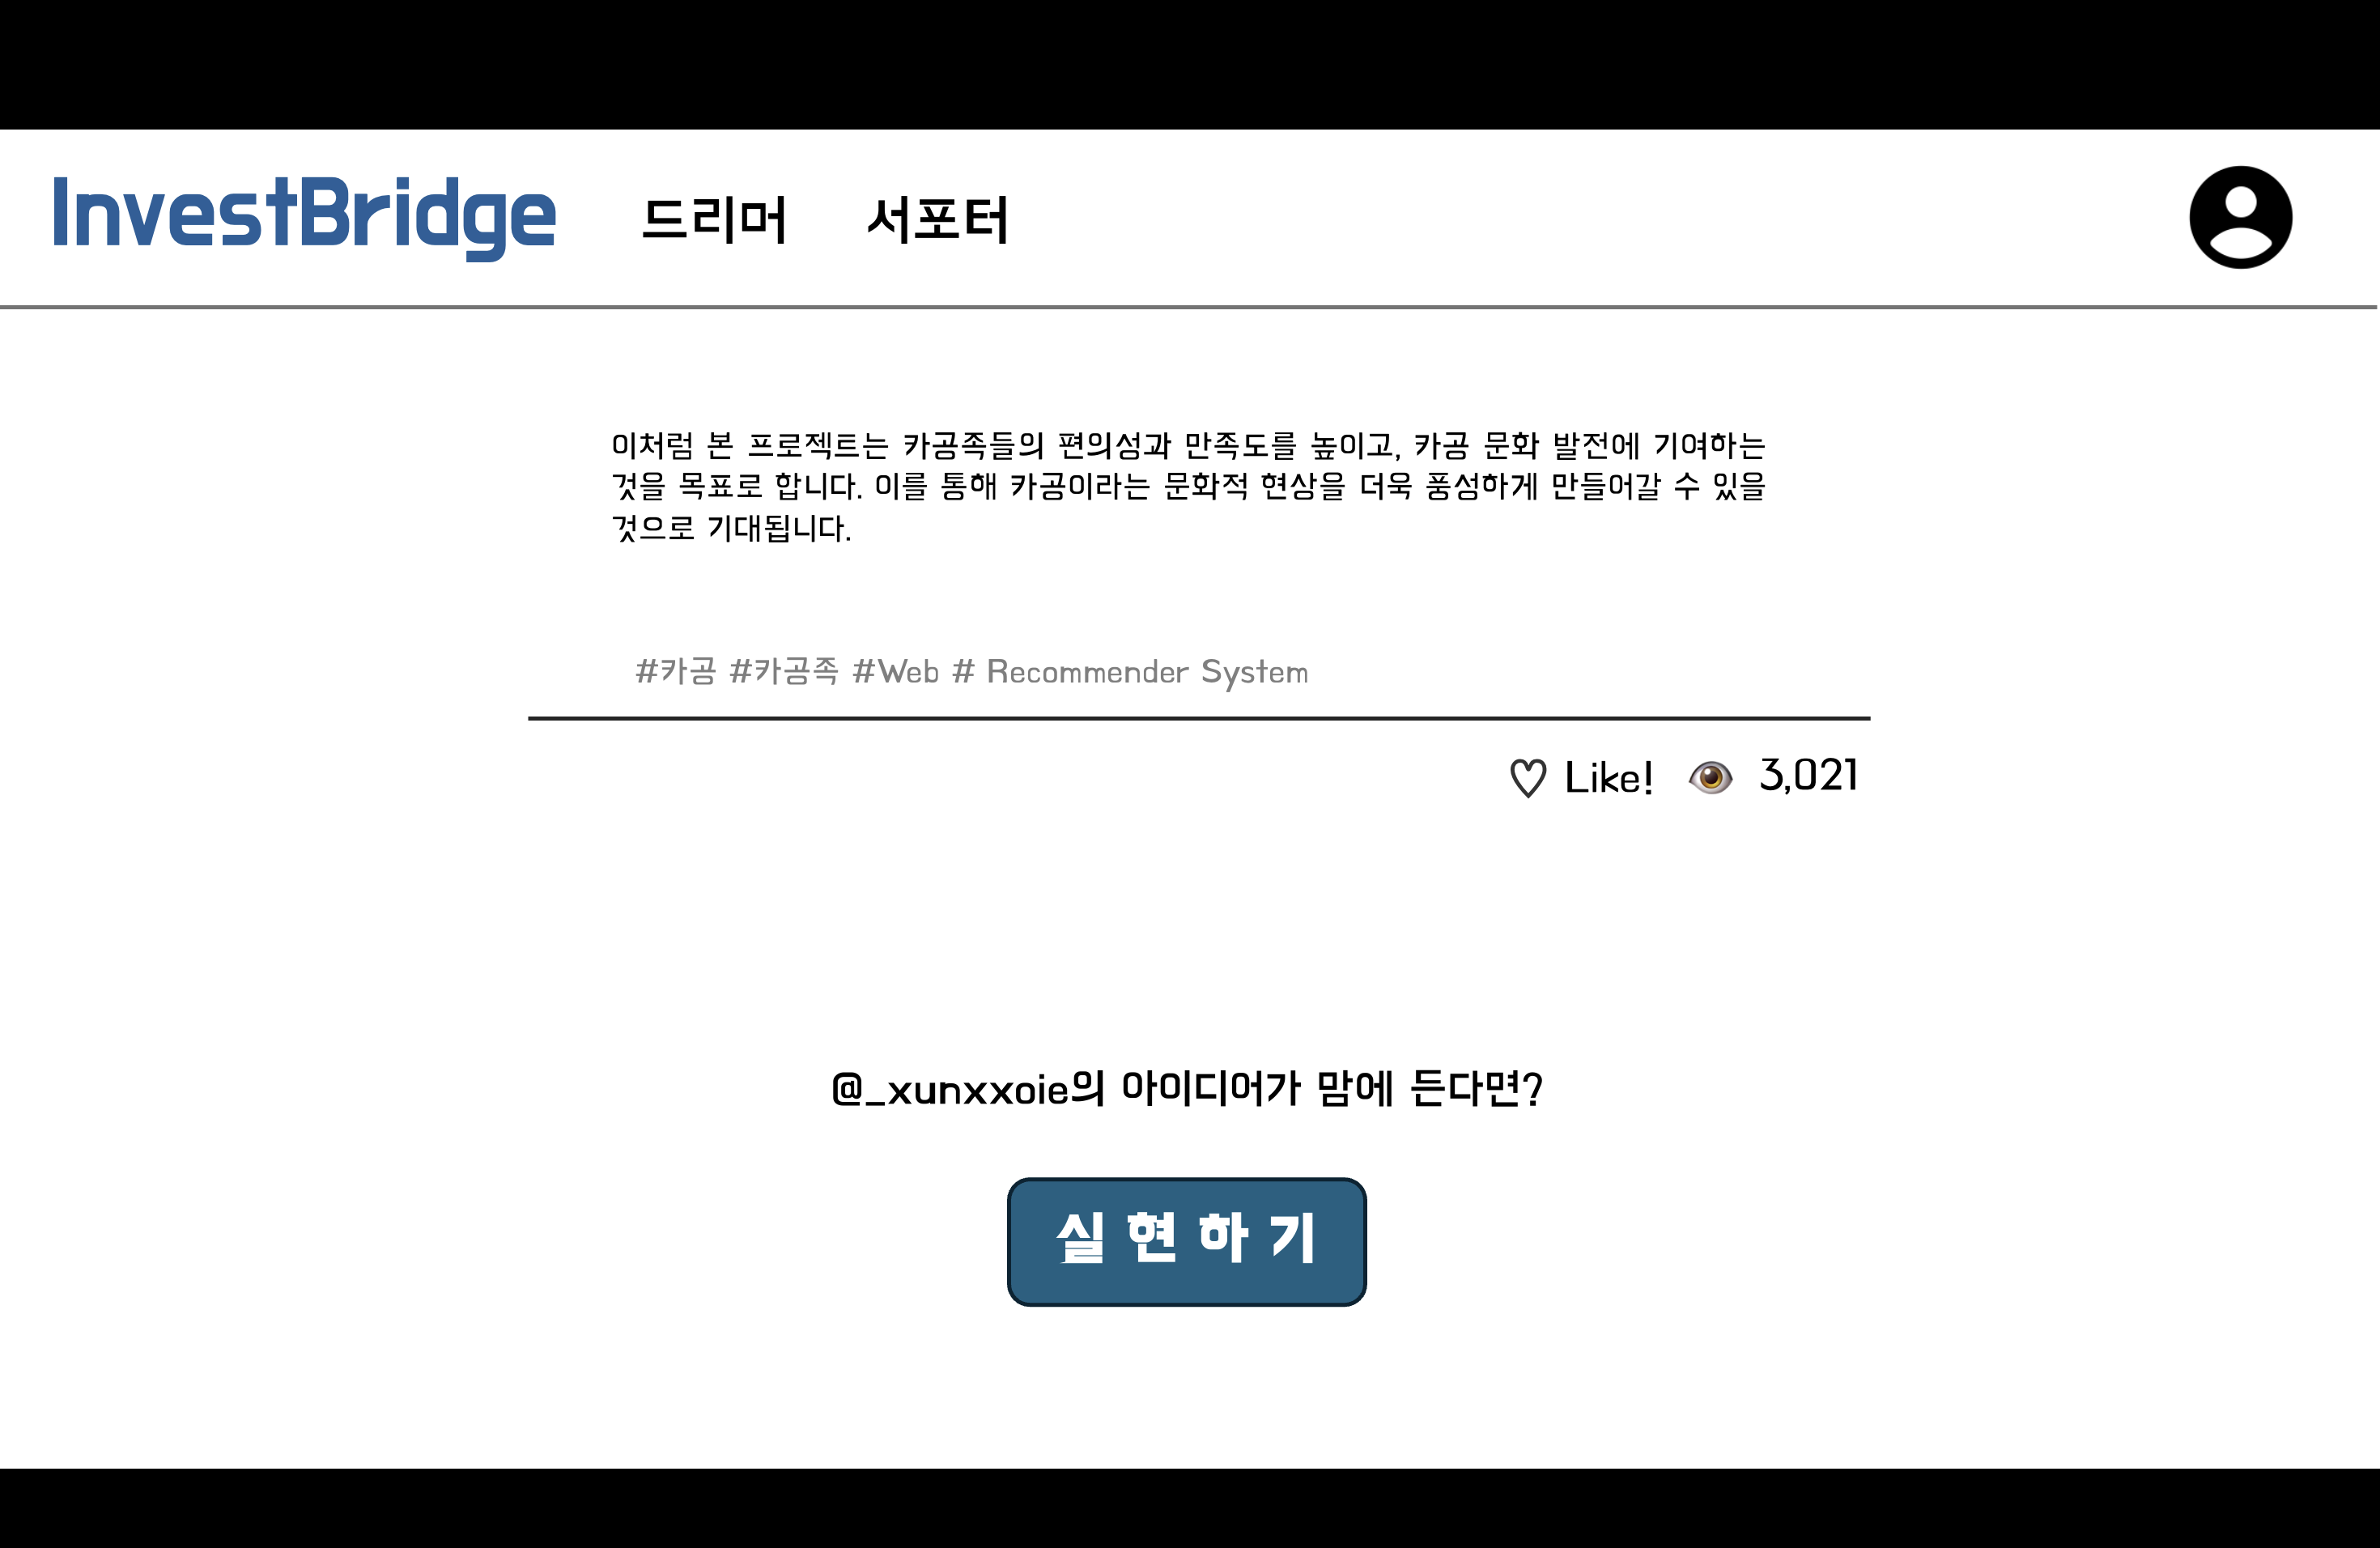 InvestBridge 드리머 서포터
이처럼 본 프로젝트는 카공족들의 편의성과 만족도를 높이고, 카공 문화 발전에 기여하는
것을 목표로 합니다. 이를 통해 카공이라는 문화적 현상을 더욱 풍성하게 만들어갈 수 있을
것으로 기대됩니다.
#카공 #카공족 #Web # Recommender System
Like! 3,021
@_xunxxoie의 아이디어가 맘에 든다면?
실현하기